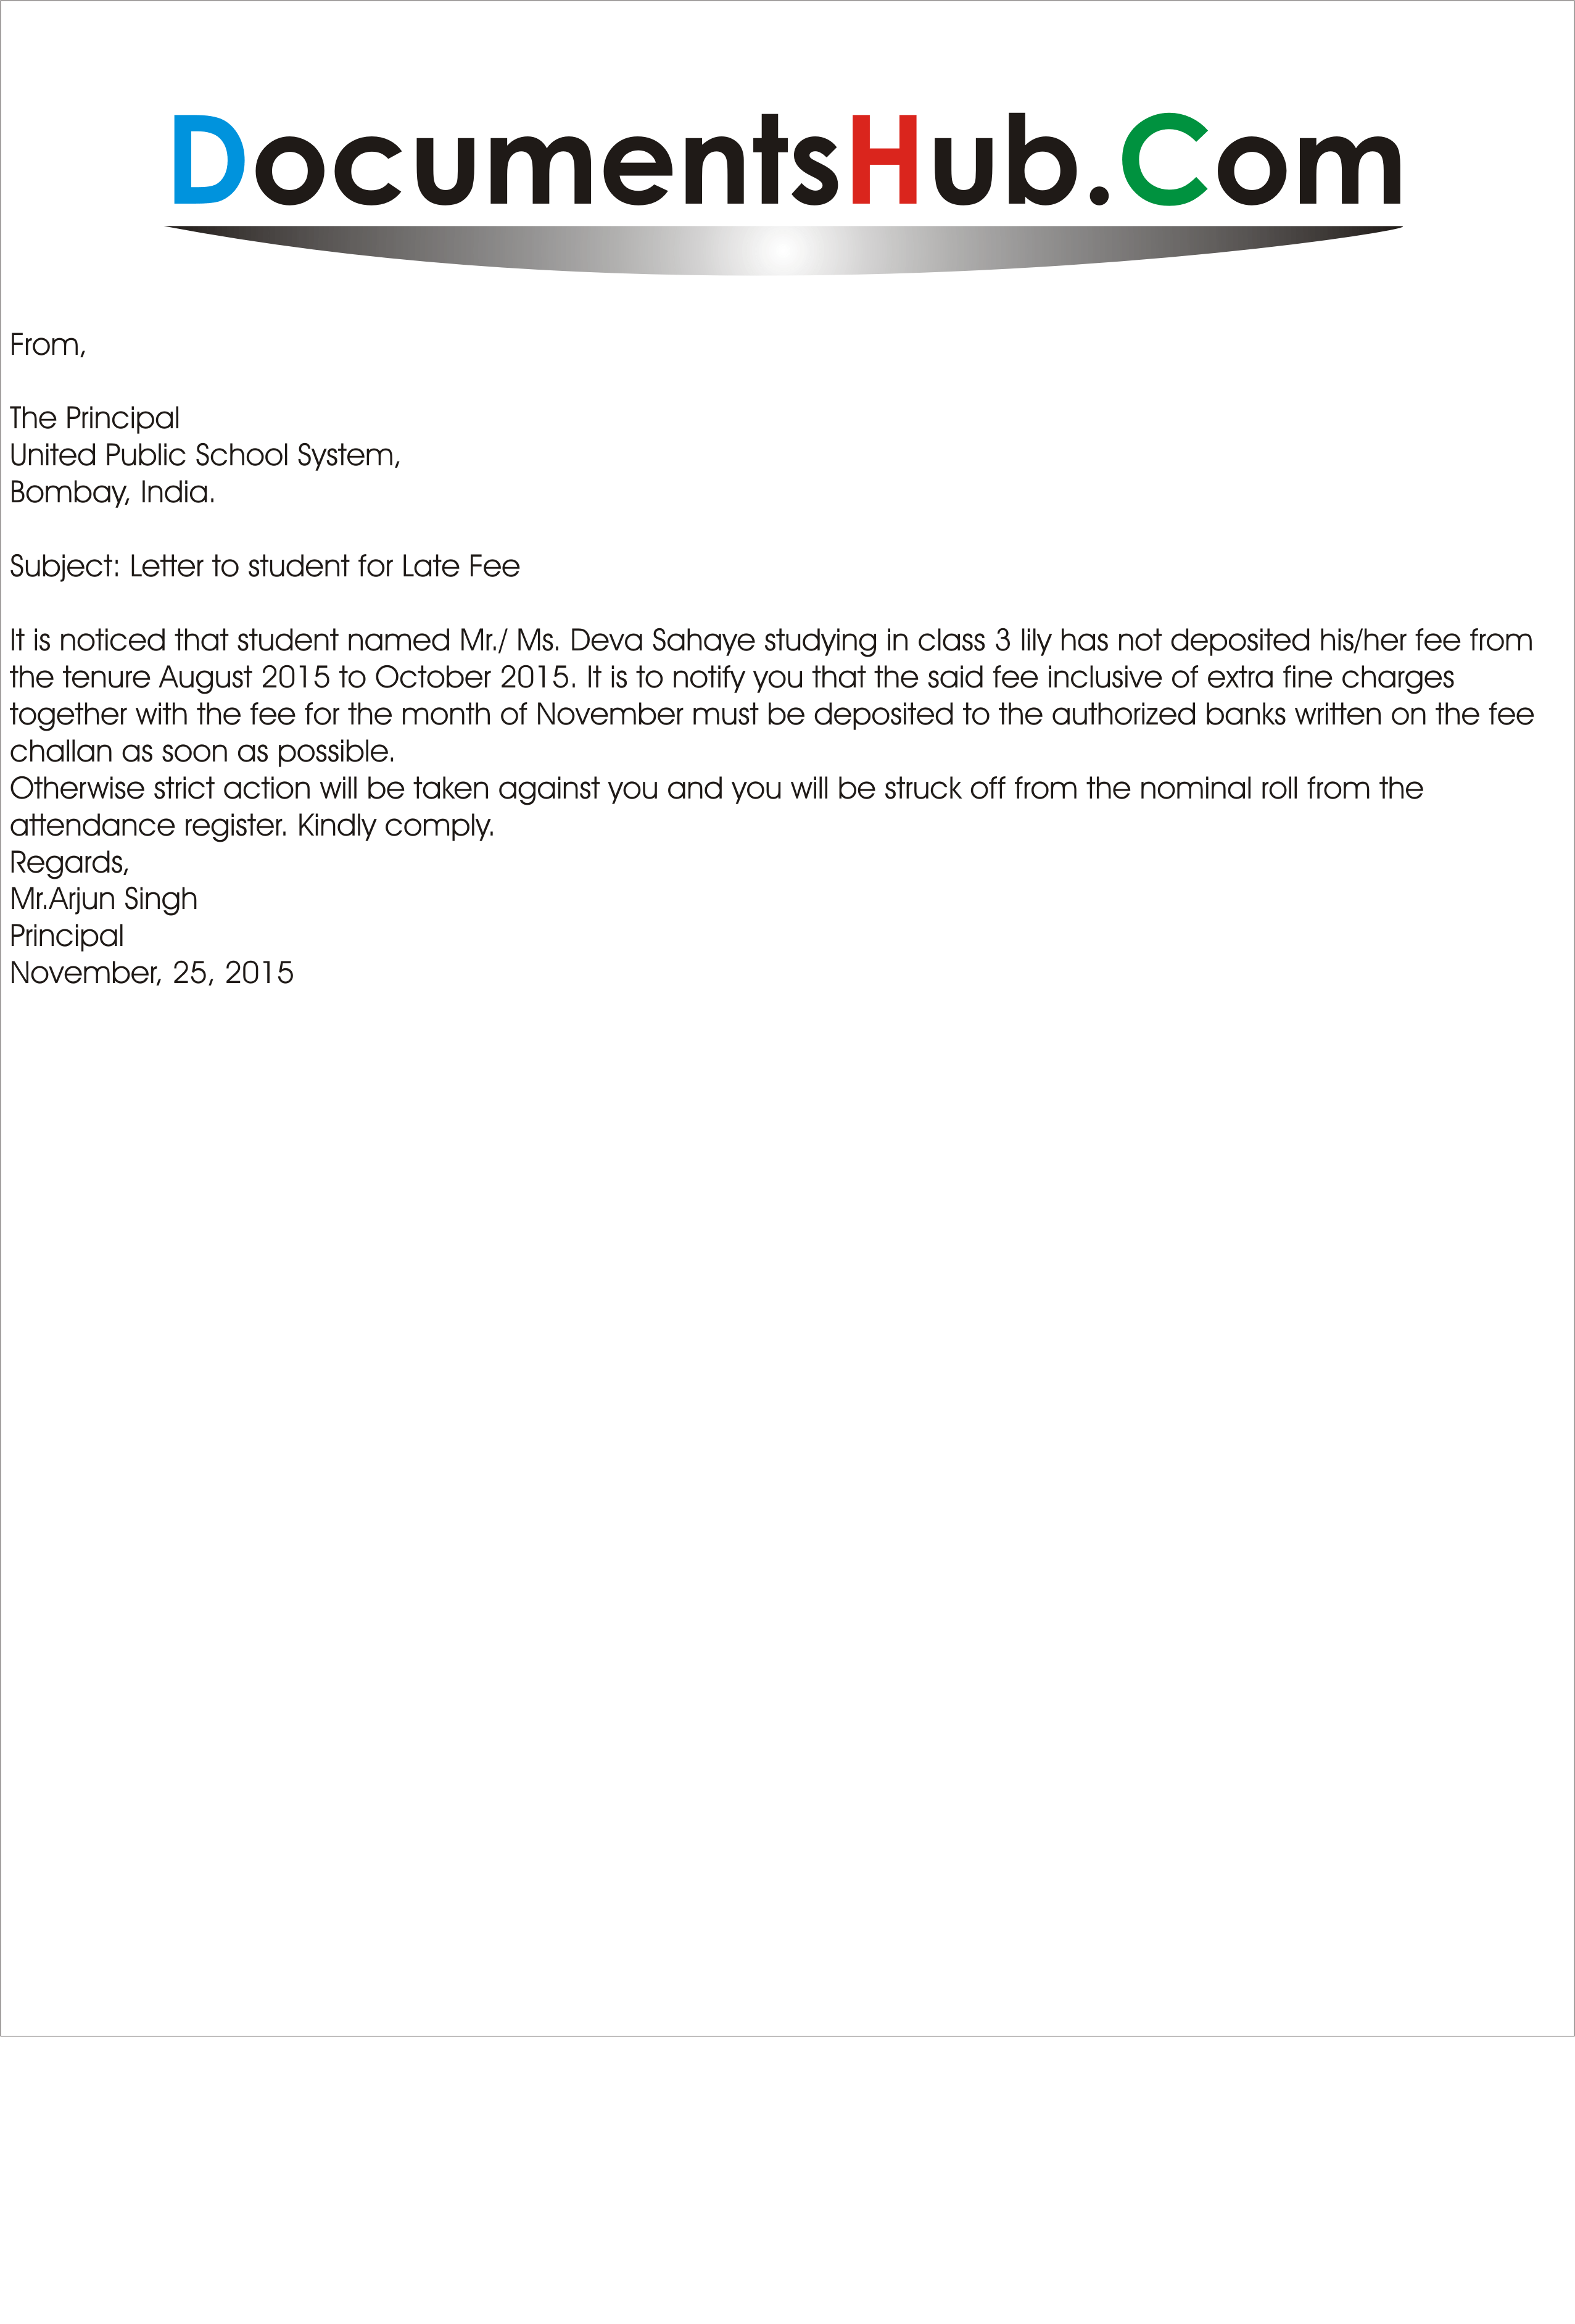 DocumentsHub.Com
From,
The Principal
United Public School System,
Bombay, India.
Subject: Letter to student for Late Fee
It is noticed that student named Mr./ Ms. Deva Sahaye studying in class 3 lily has not deposited his/her fee from
the tenure August 2015 to October 2015. It is to notify you that the said fee inclusive of extra fine charges
together with the fee for the month of November must be deposited to the authorized banks written on the fee
challan as soon as possible.
Otherwise strict action will be taken against you and you will be struck off from the nominal roll from the
attendance register. Kindly comply.
Regards,
Mr.Arjun Singh
Principal
November, 25, 2015